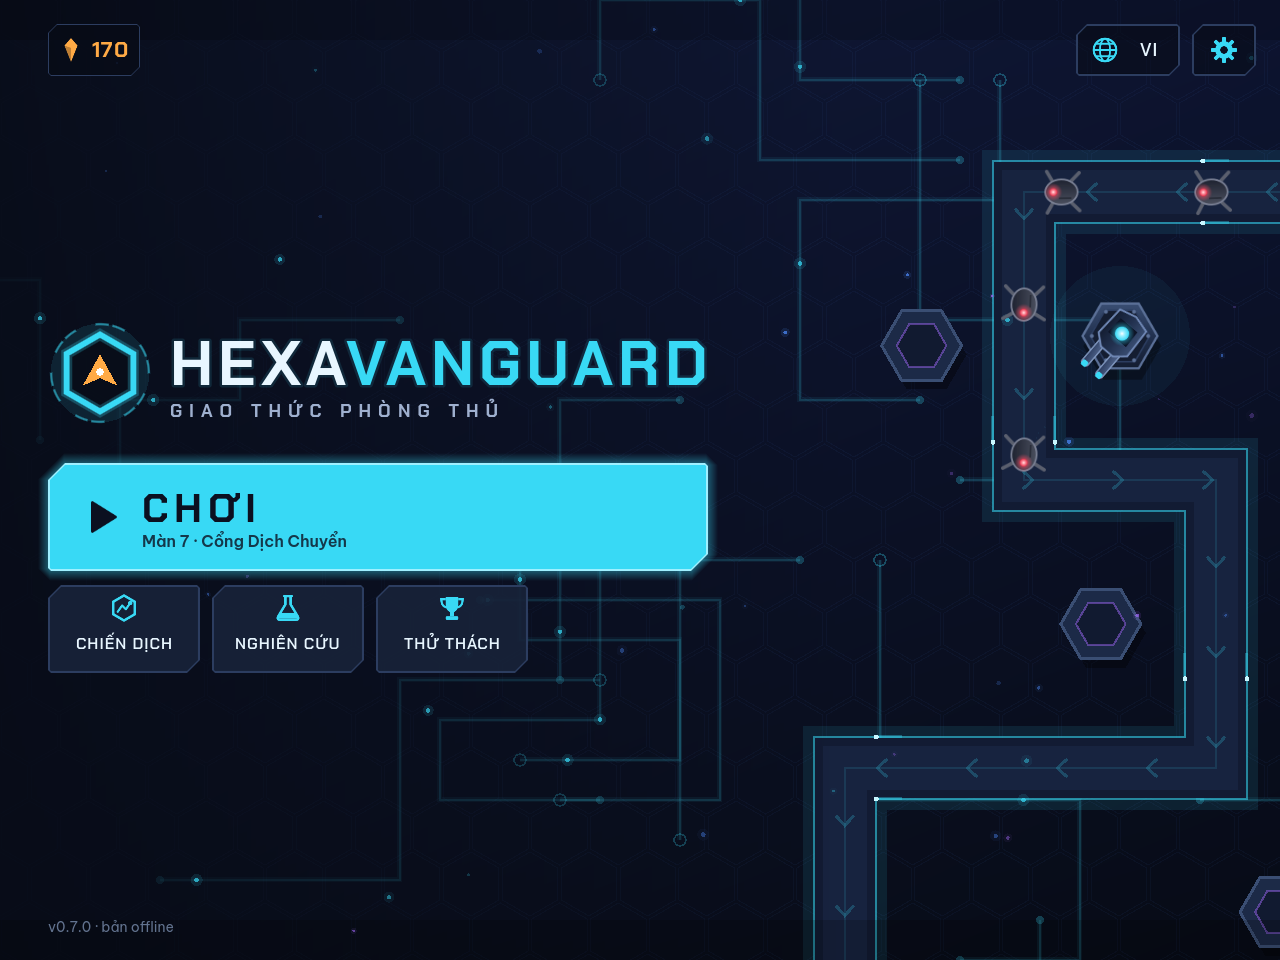 170
VI
HEXAVANGUARD
GIAO THỨC PHÒNG THỦ
CHƠI
Màn 7 · Cổng Dịch Chuyển
CHIẾN DỊCH
NGHIÊN CỨU
THỬ THÁCH
v0.7.0 · bản offline